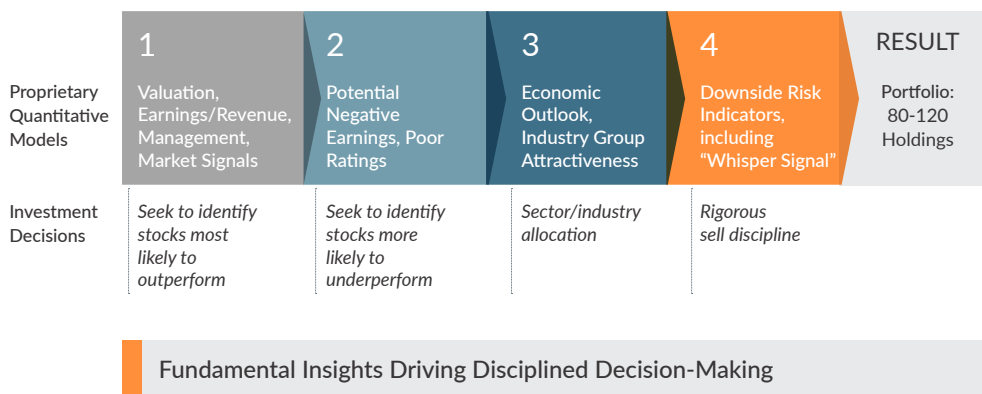 1
2
3
4
RESULT
Proprietary
Quantitative
Models
Valuation,
Earnings/Revenue,
Management,
Market Signals
Potential
Negative
Earnings, Poor
Ratings
Economic
Outlook,
Industry Group
Attractiveness
Downside Risk
Indicators,
including
“Whisper Signal”
Portfolio:
80-120
Holdings
Investment
Decisions
Seek to identify
stocks most
likely to
outperform
Seek to identify
stocks more
likely to
underperform
Sector/industry
allocation
Rigorous
sell discipline
Fundamental Insights Driving Disciplined Decision-Making